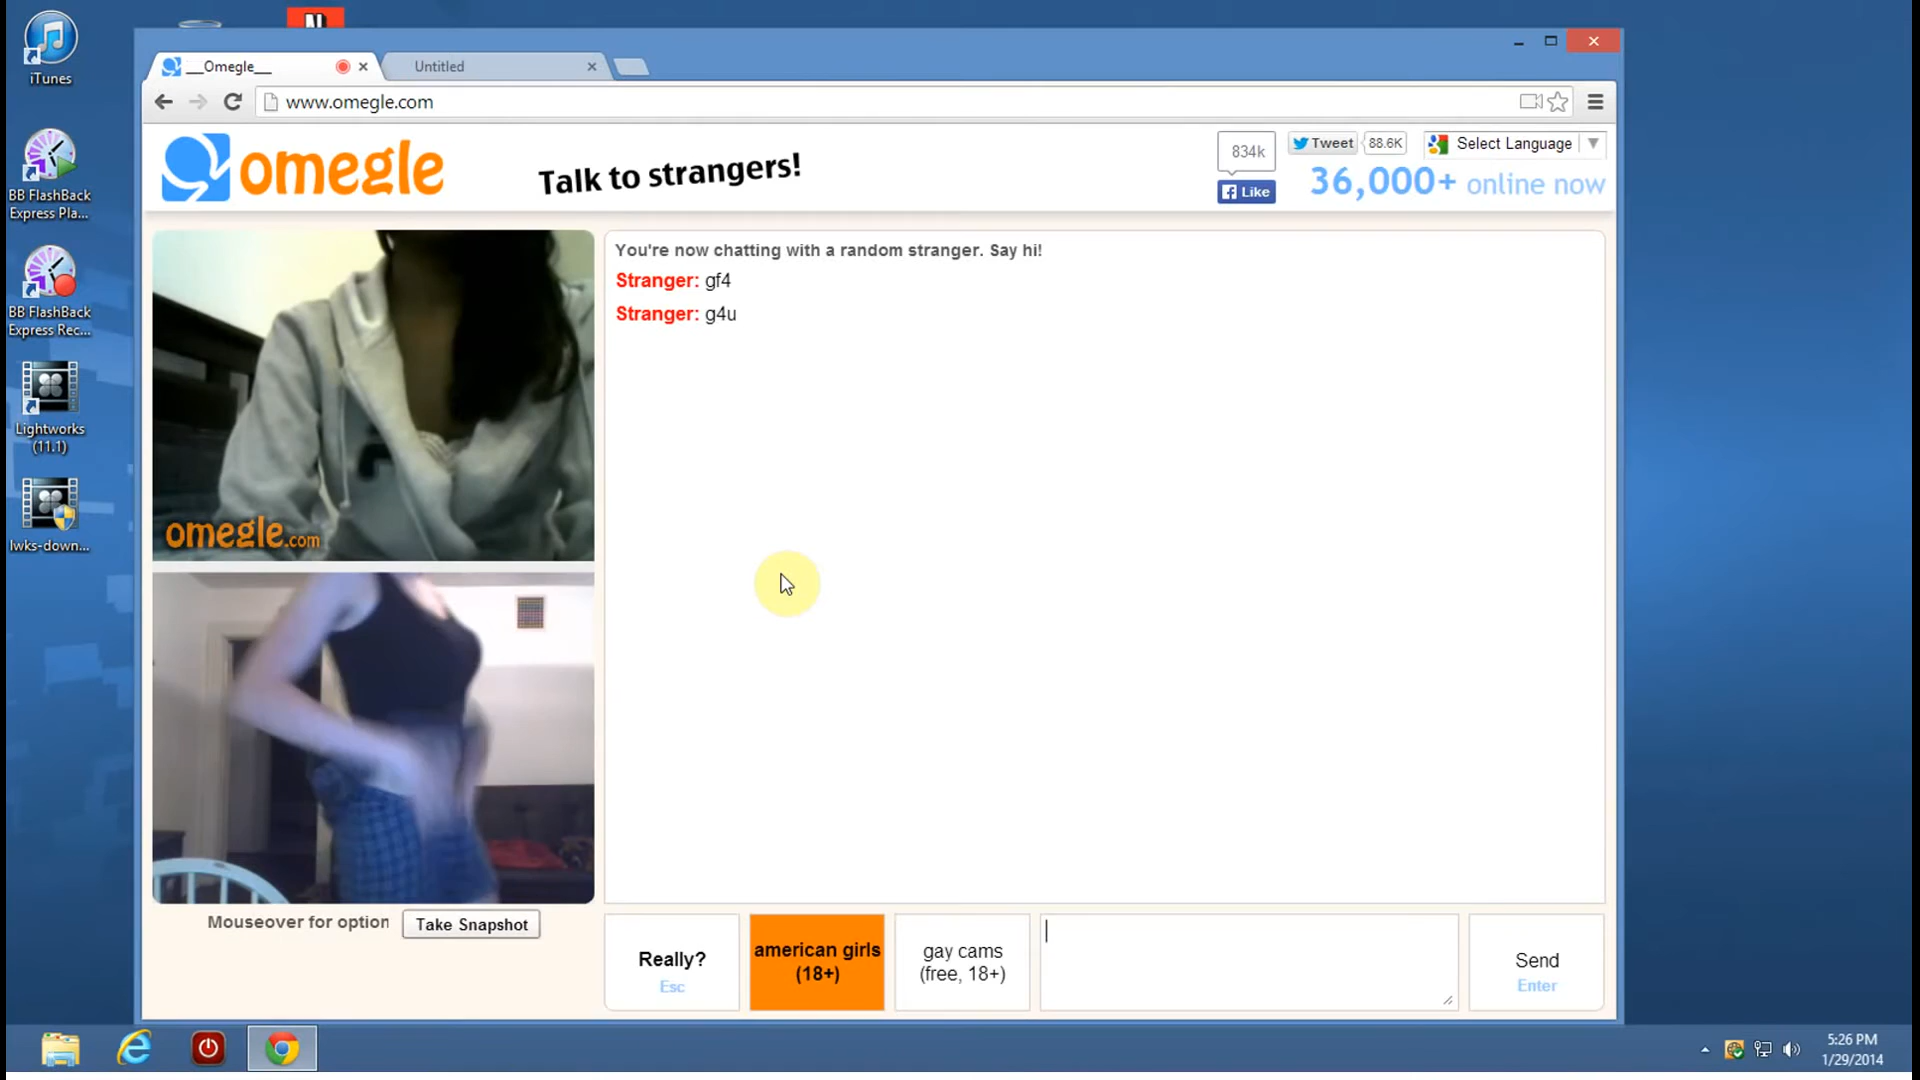 iTunes
BB FlashBack
Express Pla...
BB FlashBack
Express Rec...
Lightworks
(11.1)
lwks-down...
__Omegle__
Untitled
www.omegle.com
omegle
Talk to strangers!
834k
Like
Tweet
88.6K
Select Language
36,000+ online now
omegle.com
You're now chatting with a random stranger. Say hi!
Stranger: gf4
Stranger: g4u
Mouseover for option
Take Snapshot
Really?
Esc
american girls
(18+)
gay cams
(free, 18+)
Send
Enter
5:26 PM
1/29/2014